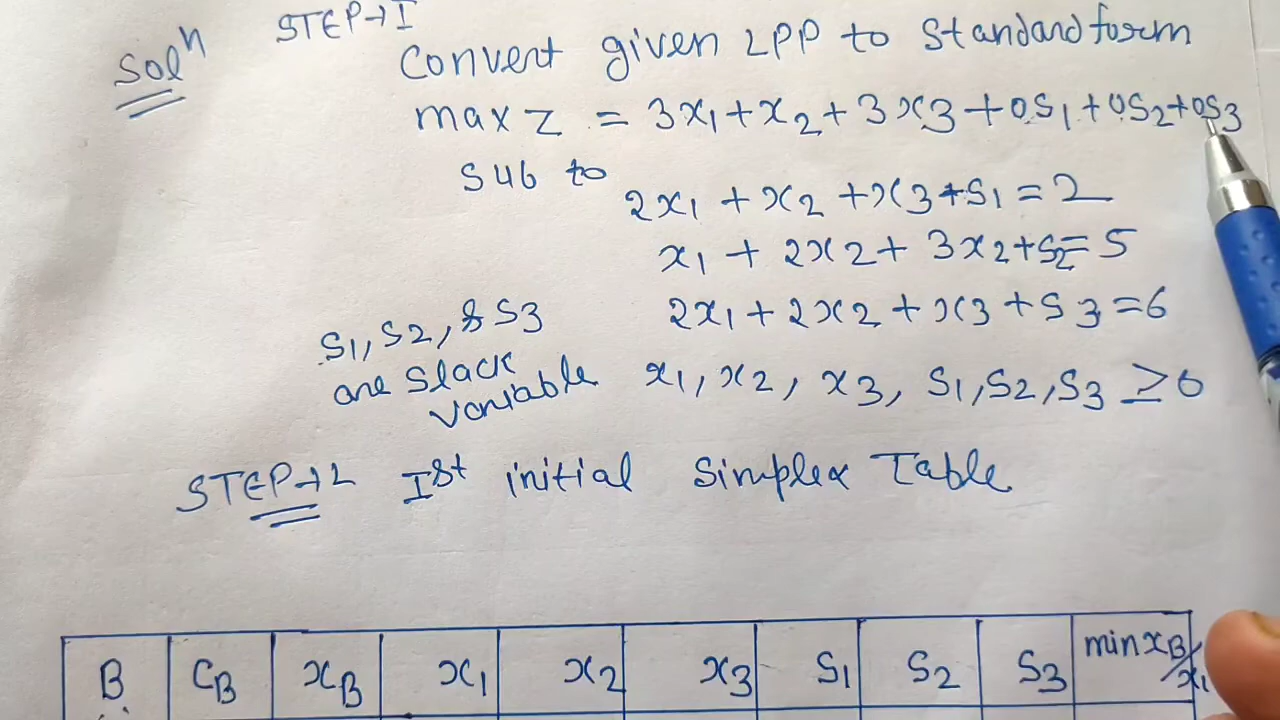 Solⁿ STEP→I
Convert given LPP to Standard form
max Z = 3x₁+x₂+3x3+0S₁+0S₂+0S3
Sub to
2x₁+x₂+x3+S₁=2
x₁+2x2+3x2+S₂=5
2x₁+2x2+x3+S3=6
S₁,S2,&S3
are Slack
variable
x₁,x2,x3,S₁,S2,S3≥0
STEP→2 Iˢᵗ initial Simplex Table
B C_B x_B x₁ x₂ x3 S₁ S₂ S3 min x_B/x₁